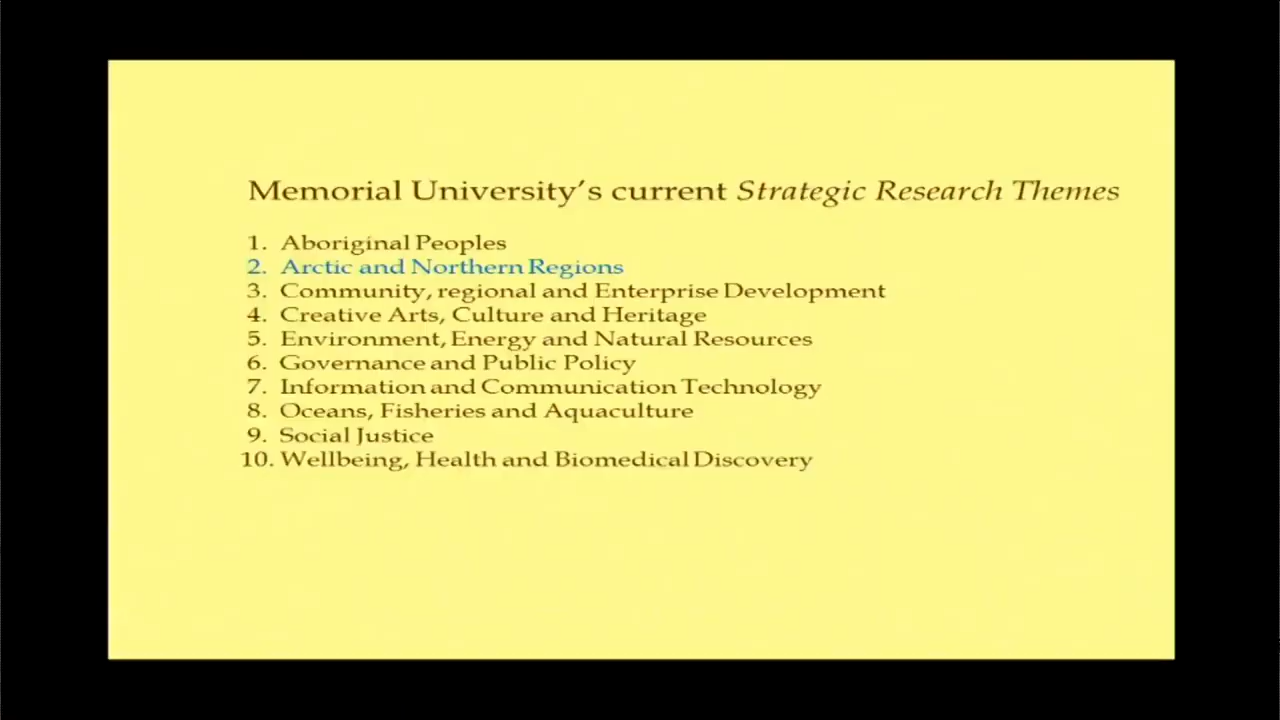 Memorial University's current Strategic Research Themes
1. Aboriginal Peoples
2. Arctic and Northern Regions
3. Community, regional and Enterprise Development
4. Creative Arts, Culture and Heritage
5. Environment, Energy and Natural Resources
6. Governance and Public Policy
7. Information and Communication Technology
8. Oceans, Fisheries and Aquaculture
9. Social Justice
10. Wellbeing, Health and Biomedical Discovery